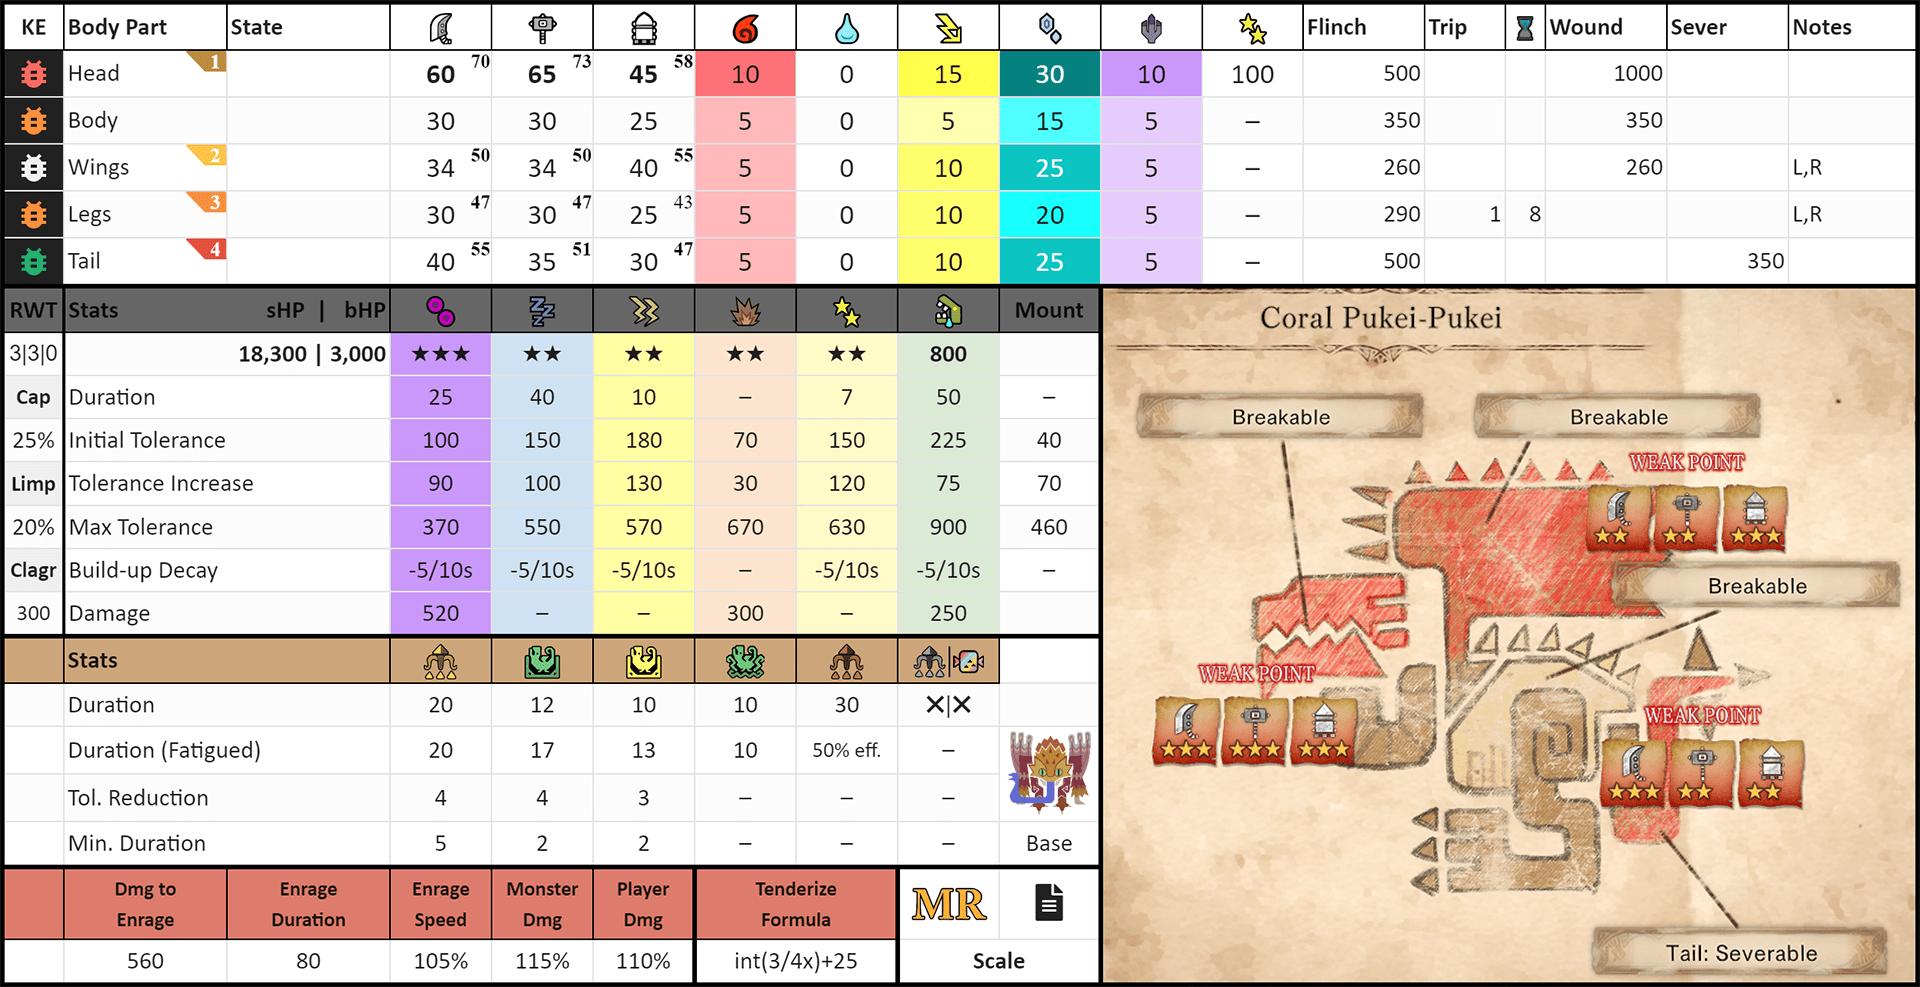 KE Body Part State Flinch Trip Wound Sever Notes
Head 1 60 70 65 73 45 58 10 0 15 30 10 100 500 1000
Body 30 30 25 5 0 5 15 5 – 350 350
Wings 2 34 50 34 50 40 55 5 0 10 25 5 – 260 260 L,R
Legs 3 30 47 30 47 25 43 5 0 10 20 5 – 290 1 8 L,R
Tail 4 40 55 35 51 30 47 5 0 10 25 5 – 500 350
RWT Stats sHP | bHP Mount
3|3|0 18,300 | 3,000 ★★★ ★★ ★★ ★★ ★★ 800
Cap Duration 25 40 10 – 7 50 –
25% Initial Tolerance 100 150 180 70 150 225 40
Limp Tolerance Increase 90 100 130 30 120 75 70
20% Max Tolerance 370 550 570 670 630 900 460
Clagr Build-up Decay -5/10s -5/10s -5/10s – -5/10s -5/10s –
300 Damage 520 – – 300 – 250
Stats
Duration 20 12 10 10 30 ✕|✕
Duration (Fatigued) 20 17 13 10 50% eff. –
Tol. Reduction 4 4 3 – – –
Min. Duration 5 2 2 – – – Base
Dmg to Enrage Enrage Monster Player Tenderize MR
Enrage Duration Speed Dmg Dmg Formula
560 80 105% 115% 110% int(3/4x)+25 Scale
Coral Pukei-Pukei
Breakable
Breakable
WEAK POINT
Breakable
WEAK POINT
WEAK POINT
Tail: Severable